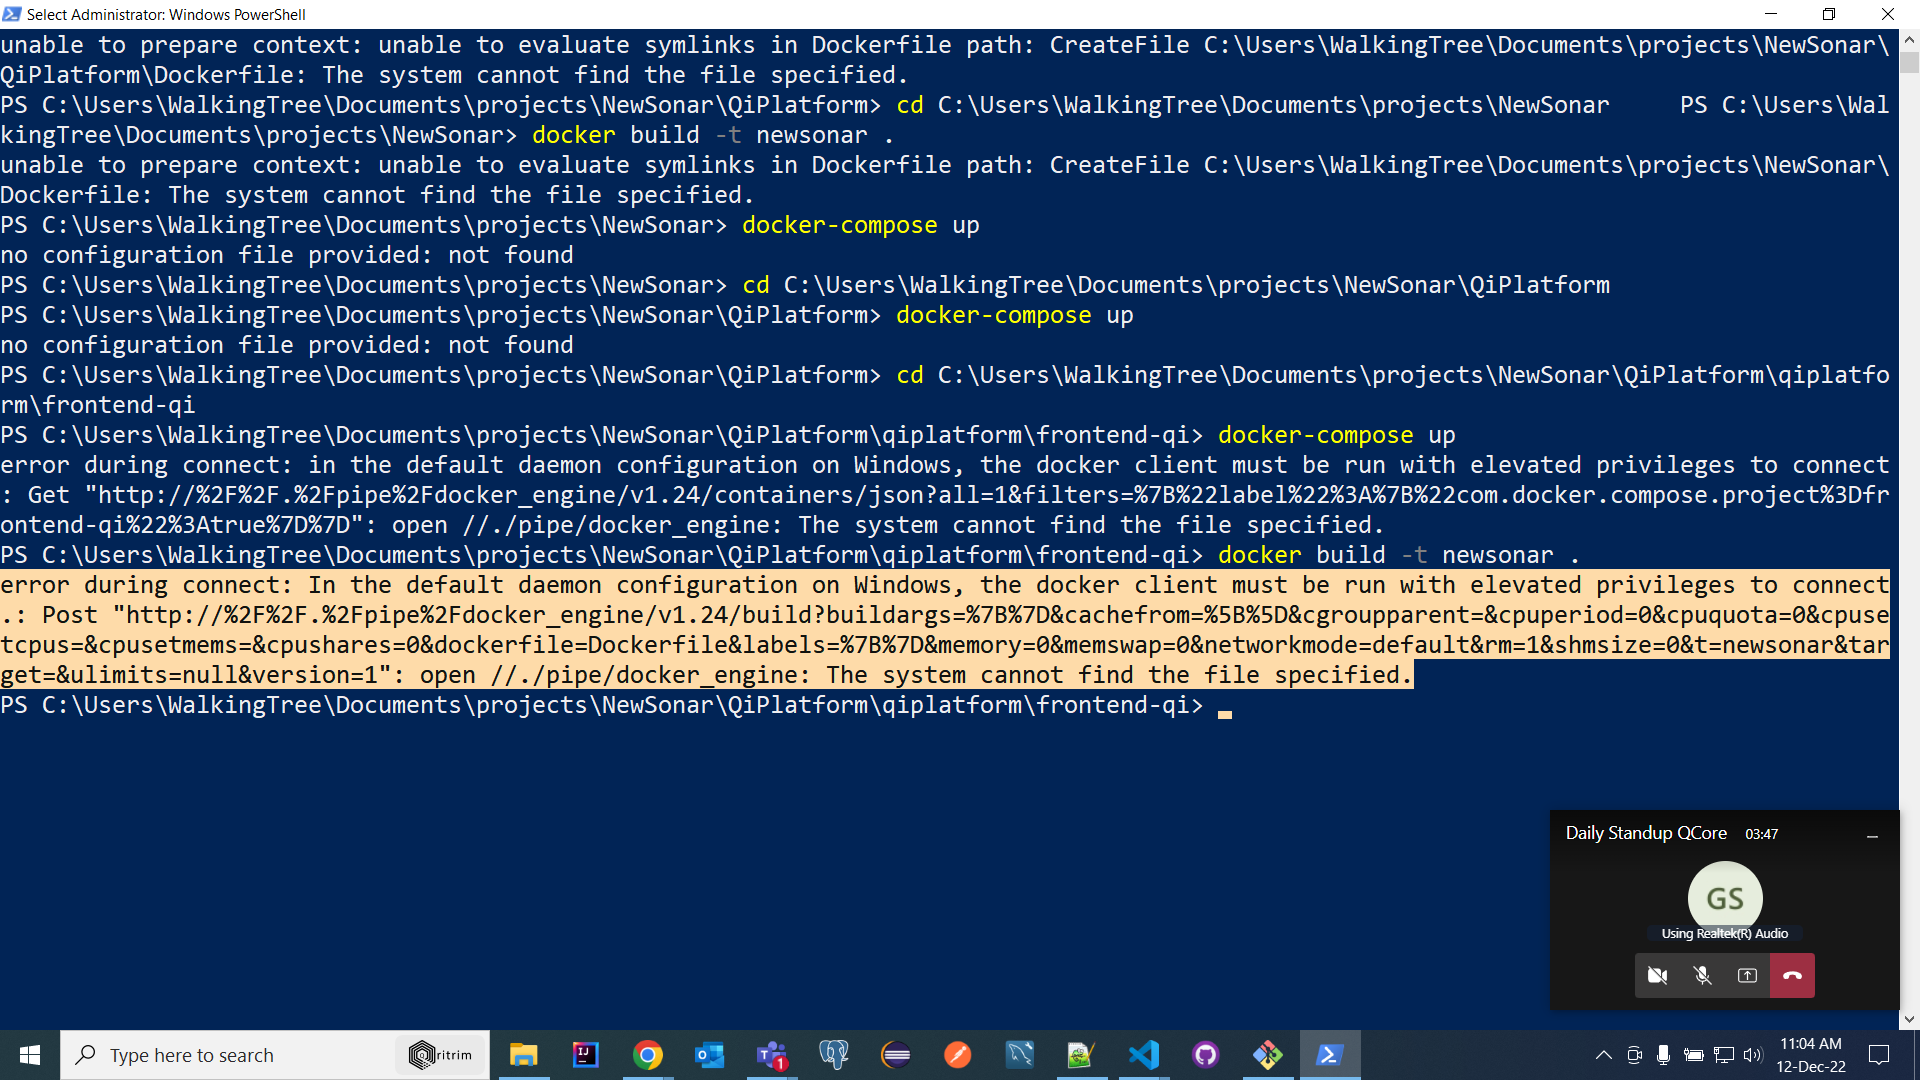 Select Administrator: Windows PowerShell
unable to prepare context: unable to evaluate symlinks in Dockerfile path: CreateFile C:\Users\WalkingTree\Documents\projects\NewSonar\
QiPlatform\Dockerfile: The system cannot find the file specified.
PS C:\Users\WalkingTree\Documents\projects\NewSonar\QiPlatform> cd C:\Users\WalkingTree\Documents\projects\NewSonar     PS C:\Users\Wal
kingTree\Documents\projects\NewSonar> docker build -t newsonar .
unable to prepare context: unable to evaluate symlinks in Dockerfile path: CreateFile C:\Users\WalkingTree\Documents\projects\NewSonar\
Dockerfile: The system cannot find the file specified.
PS C:\Users\WalkingTree\Documents\projects\NewSonar> docker-compose up
no configuration file provided: not found
PS C:\Users\WalkingTree\Documents\projects\NewSonar> cd C:\Users\WalkingTree\Documents\projects\NewSonar\QiPlatform
PS C:\Users\WalkingTree\Documents\projects\NewSonar\QiPlatform> docker-compose up
no configuration file provided: not found
PS C:\Users\WalkingTree\Documents\projects\NewSonar\QiPlatform> cd C:\Users\WalkingTree\Documents\projects\NewSonar\QiPlatform\qiplatfo
rm\frontend-qi
PS C:\Users\WalkingTree\Documents\projects\NewSonar\QiPlatform\qiplatform\frontend-qi> docker-compose up
error during connect: in the default daemon configuration on Windows, the docker client must be run with elevated privileges to connect
: Get "http://%2F%2F.%2Fpipe%2Fdocker_engine/v1.24/containers/json?all=1&filters=%7B%22label%22%3A%7B%22com.docker.compose.project%3Dfr
ontend-qi%22%3Atrue%7D%7D": open //./pipe/docker_engine: The system cannot find the file specified.
PS C:\Users\WalkingTree\Documents\projects\NewSonar\QiPlatform\qiplatform\frontend-qi> docker build -t newsonar .
error during connect: In the default daemon configuration on Windows, the docker client must be run with elevated privileges to connect
.: Post "http://%2F%2F.%2Fpipe%2Fdocker_engine/v1.24/build?buildargs=%7B%7D&cachefrom=%5B%5D&cgroupparent=&cpuperiod=0&cpuquota=0&cpuse
tcpus=&cpusetmems=&cpushares=0&dockerfile=Dockerfile&labels=%7B%7D&memory=0&memswap=0&networkmode=default&rm=1&shmsize=0&t=newsonar&tar
get=&ulimits=null&version=1": open //./pipe/docker_engine: The system cannot find the file specified.
PS C:\Users\WalkingTree\Documents\projects\NewSonar\QiPlatform\qiplatform\frontend-qi>
Daily Standup QCore 03:47
GS
Using Realtek(R) Audio
Type here to search
ritrim
IJ
1
11:04 AM
12-Dec-22